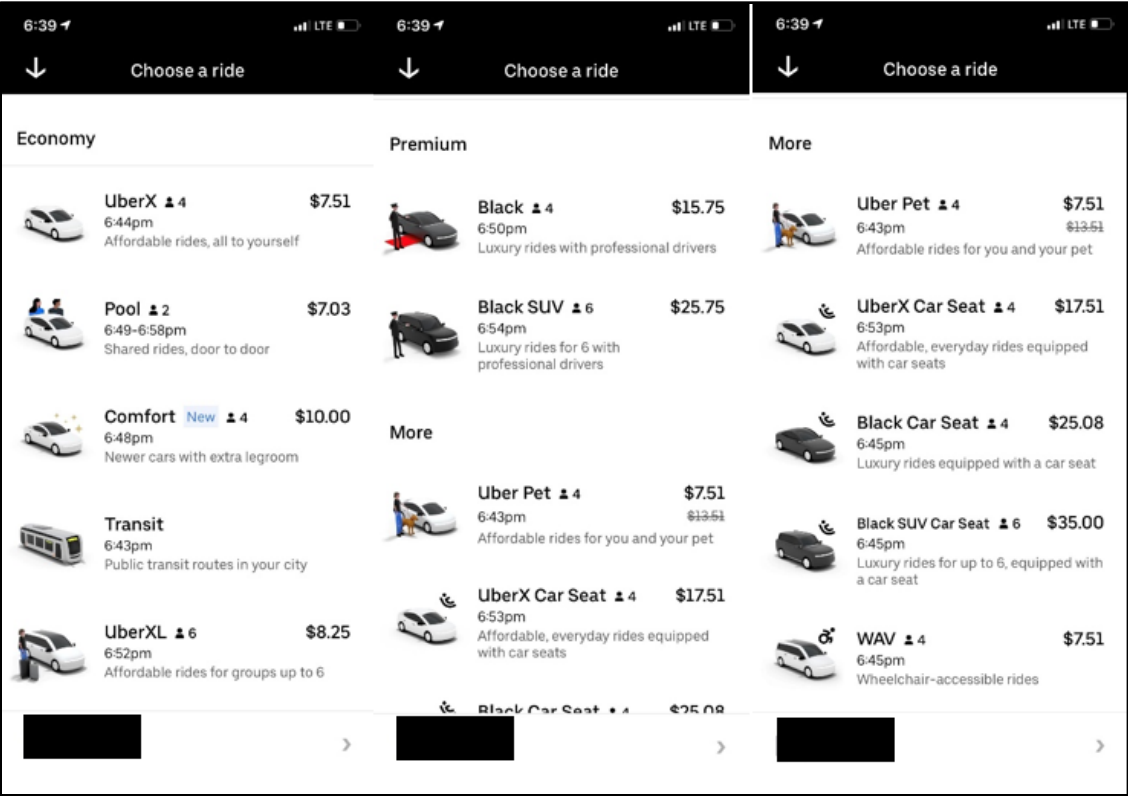 6:39
LTE
Choose a ride
Economy
UberX 4 $7.51
6:44pm
Affordable rides, all to yourself
Pool 2 $7.03
6:49-6:58pm
Shared rides, door to door
Comfort New 4 $10.00
6:48pm
Newer cars with extra legroom
Transit
6:43pm
Public transit routes in your city
UberXL 6 $8.25
6:52pm
Affordable rides for groups up to 6
6:39
LTE
Choose a ride
Premium
Black 4 $15.75
6:50pm
Luxury rides with professional drivers
Black SUV 6 $25.75
6:54pm
Luxury rides for 6 with
professional drivers
More
Uber Pet 4 $7.51
6:43pm $13.51
Affordable rides for you and your pet
UberX Car Seat 4 $17.51
6:53pm
Affordable, everyday rides equipped
with car seats
Black Car Seat 4 $25.08
6:39
LTE
Choose a ride
More
Uber Pet 4 $7.51
6:43pm $13.51
Affordable rides for you and your pet
UberX Car Seat 4 $17.51
6:53pm
Affordable, everyday rides equipped
with car seats
Black Car Seat 4 $25.08
6:45pm
Luxury rides equipped with a car seat
Black SUV Car Seat 6 $35.00
6:45pm
Luxury rides for up to 6, equipped with
a car seat
WAV 4 $7.51
6:45pm
Wheelchair-accessible rides